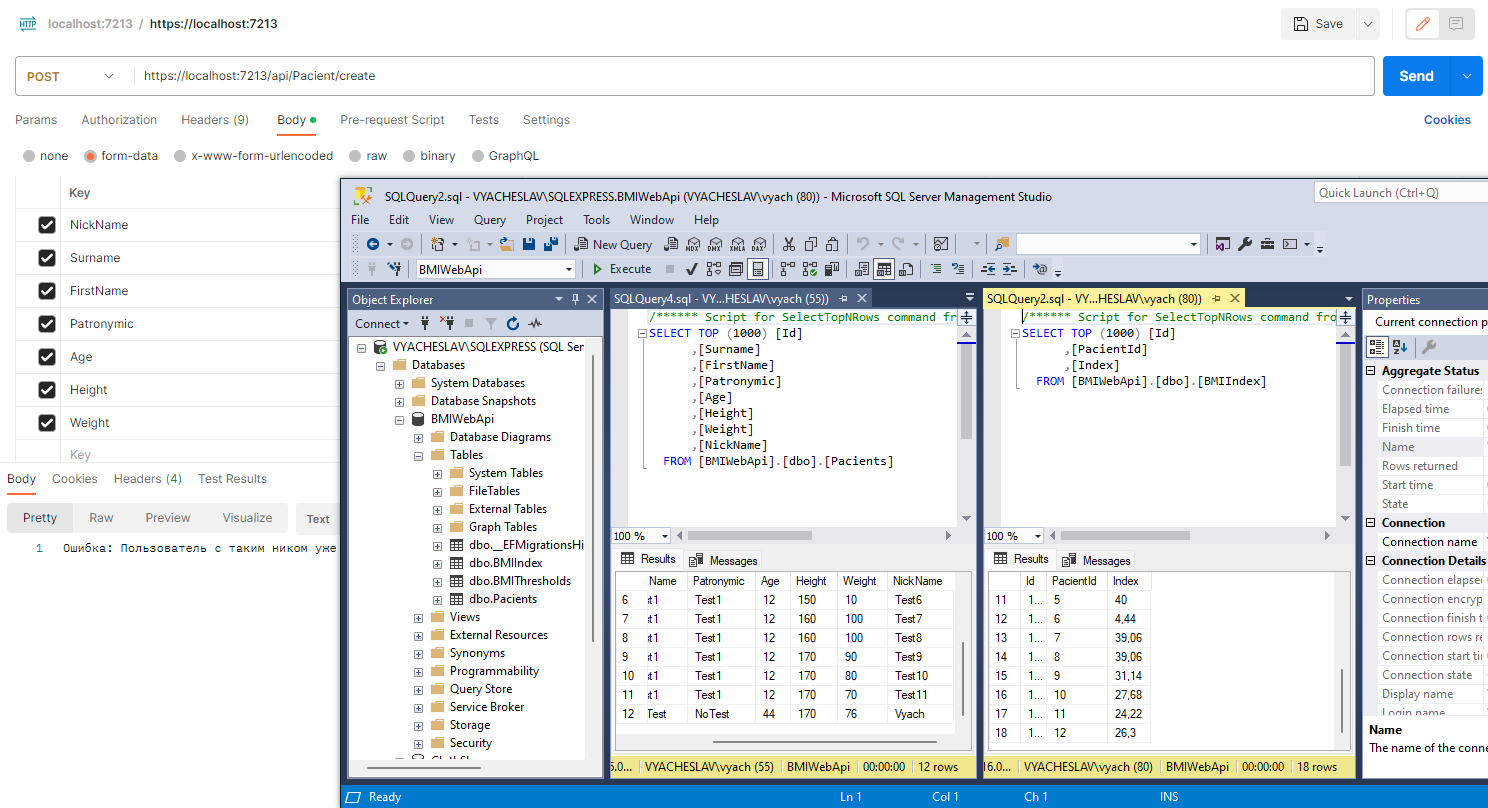 HTTP localhost:7213 / https://localhost:7213 Save
POST https://localhost:7213/api/Pacient/create Send
Params Authorization Headers (9) Body Pre-request Script Tests Settings Cookies
none form-data x-www-form-urlencoded raw binary GraphQL
Key
NickName
Surname
FirstName
Patronymic
Age
Height
Weight
Key
Body Cookies Headers (4) Test Results
Pretty Raw Preview Visualize Text
1 Ошибка: Пользователь с таким ником уже
SQLQuery2.sql - VYACHESLAV\SQLEXPRESS.BMIWebApi (VYACHESLAV\vyach (80)) - Microsoft SQL Server Management Studio
Quick Launch (Ctrl+Q)
File Edit View Query Project Tools Window Help
New Query MDX DMX XMLA DAX
BMIWebApi Execute
Object Explorer
Connect
VYACHESLAV\SQLEXPRESS (SQL Ser
Databases
System Databases
Database Snapshots
BMIWebApi
Database Diagrams
Tables
System Tables
FileTables
External Tables
Graph Tables
dbo.__EFMigrationsHi
dbo.BMIIndex
dbo.BMIThresholds
dbo.Pacients
Views
External Resources
Synonyms
Programmability
Query Store
Service Broker
Storage
Security
SQLQuery4.sql - VY...HESLAV\vyach (55))
/****** Script for SelectTopNRows command fr
SELECT TOP (1000) [Id]
,[Surname]
,[FirstName]
,[Patronymic]
,[Age]
,[Height]
,[Weight]
,[NickName]
FROM [BMIWebApi].[dbo].[Pacients]
100 %
Results Messages
Name Patronymic Age Height Weight NickName
6 t1 Test1 12 150 10 Test6
7 t1 Test1 12 160 100 Test7
8 t1 Test1 12 160 100 Test8
9 t1 Test1 12 170 90 Test9
10 t1 Test1 12 170 80 Test10
11 t1 Test1 12 170 70 Test11
12 Test NoTest 44 170 76 Vyach
6.0... VYACHESLAV\vyach (55) BMIWebApi 00:00:00 12 rows
SQLQuery2.sql - VY...HESLAV\vyach (80))
/****** Script for SelectTopNRows command fro
SELECT TOP (1000) [Id]
,[PacientId]
,[Index]
FROM [BMIWebApi].[dbo].[BMIIndex]
100 %
Results Messages
Id PacientId Index
11 1... 5 40
12 1... 6 4,44
13 1... 7 39,06
14 1... 8 39,06
15 1... 9 31,14
16 1... 10 27,68
17 1... 11 24,22
18 1... 12 26,3
16.0... VYACHESLAV\vyach (80) BMIWebApi 00:00:00 18 rows
Properties
Current connection p
Aggregate Status
Connection failures
Elapsed time
Finish time
Name
Rows returned
Start time
State
Connection
Connection name
Connection Details
Connection elapse
Connection encryp
Connection finish t
Connection rows re
Connection start ti
Connection state
Display name
Login name
Name
The name of the conne
Ready Ln 1 Col 1 Ch 1 INS